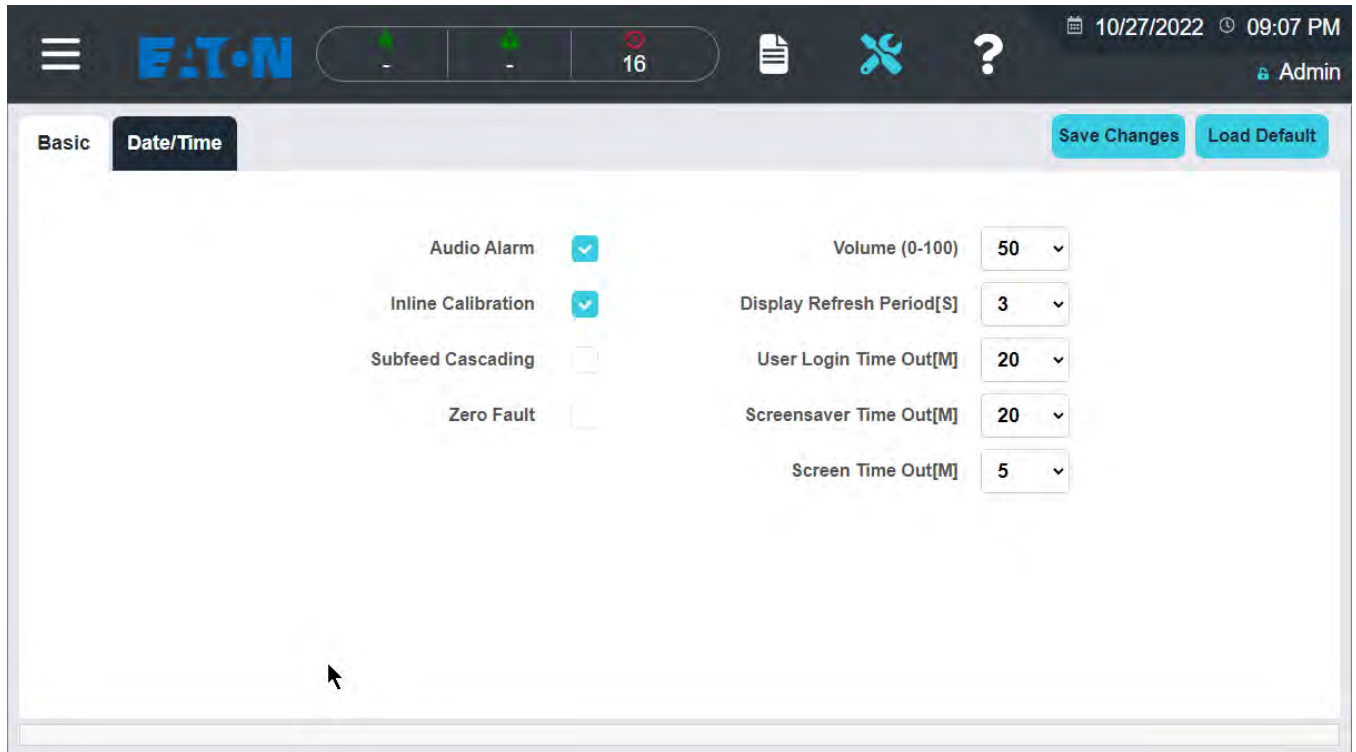 10/27/2022 09:07 PM
EATON
- - 16
?
Admin
Basic Date/Time Save Changes Load Default
Audio Alarm Volume (0-100) 50
Inline Calibration Display Refresh Period[S] 3
Subfeed Cascading User Login Time Out[M] 20
Zero Fault Screensaver Time Out[M] 20
Screen Time Out[M] 5